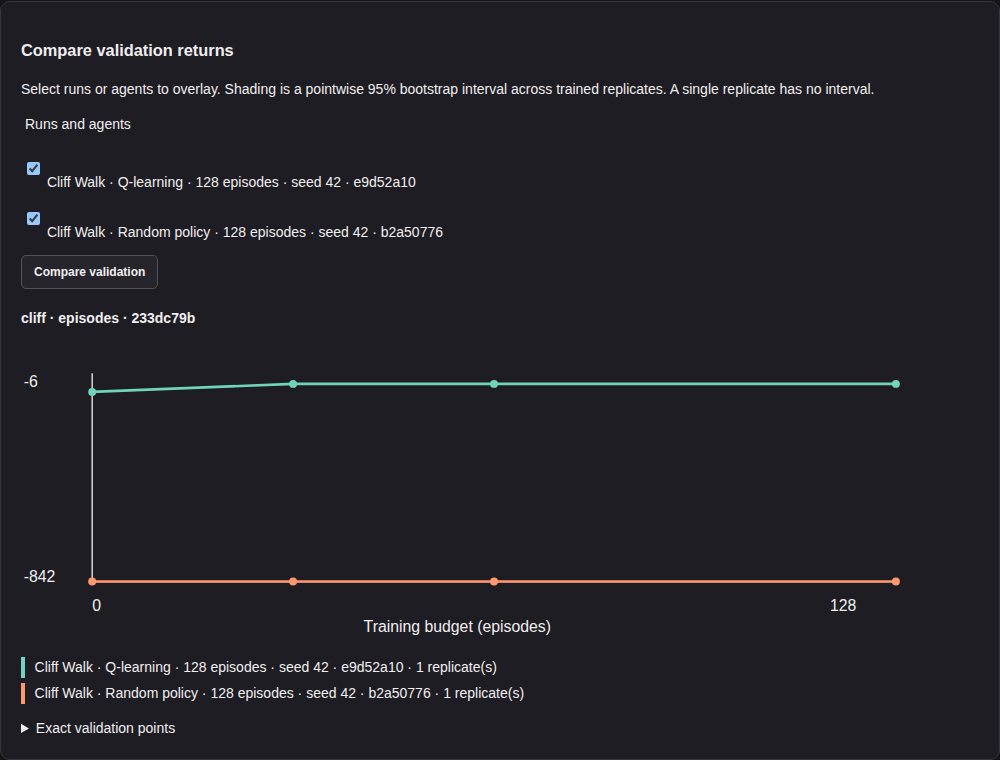 Compare validation returns
Select runs or agents to overlay. Shading is a pointwise 95% bootstrap interval across trained replicates. A single replicate has no interval.
Runs and agents
Cliff Walk · Q-learning · 128 episodes · seed 42 · e9d52a10
Cliff Walk · Random policy · 128 episodes · seed 42 · b2a50776
Compare validation
cliff · episodes · 233dc79b
-6
-842
0
128
Training budget (episodes)
Cliff Walk · Q-learning · 128 episodes · seed 42 · e9d52a10 · 1 replicate(s)
Cliff Walk · Random policy · 128 episodes · seed 42 · b2a50776 · 1 replicate(s)
Exact validation points